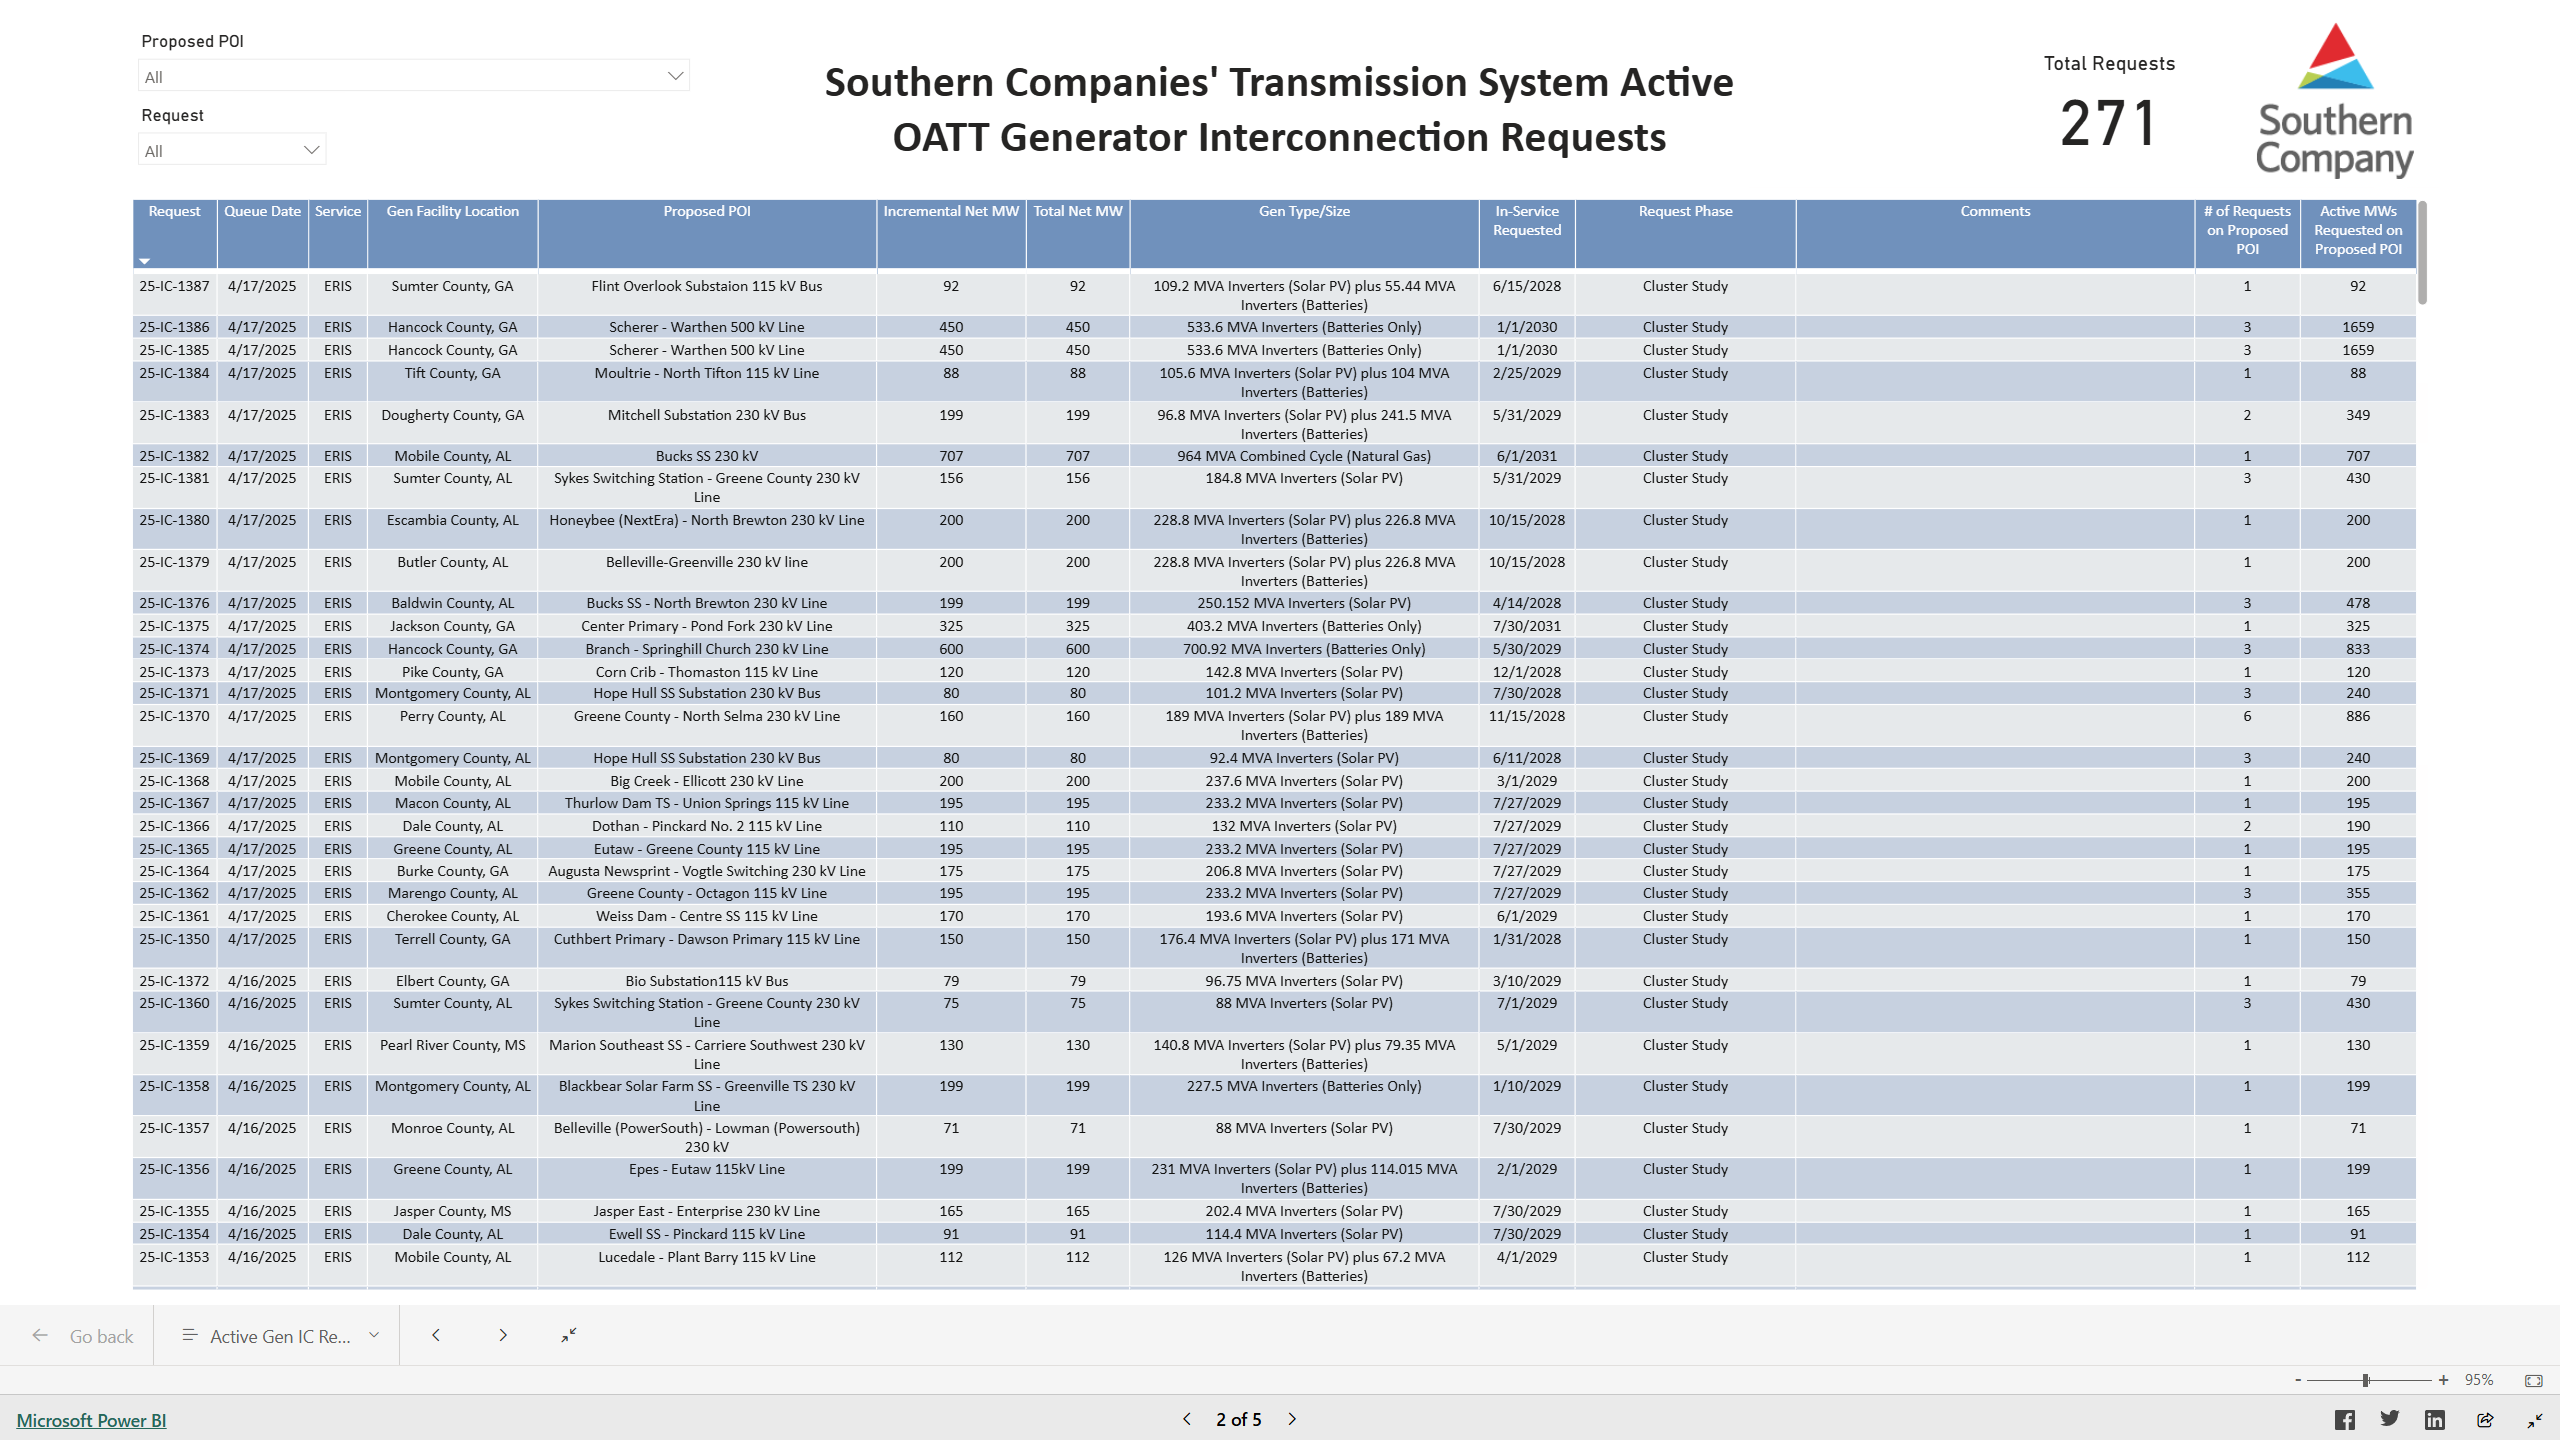 Proposed POI
All
Request
All
Southern Companies' Transmission System Active
OATT Generator Interconnection Requests
Total Requests
271
Southern
Company
Request Queue Date Service Gen Facility Location Proposed POI Incremental Net MW Total Net MW Gen Type/Size In-Service Requested Request Phase Comments # of Requests on Proposed POI Active MWs Requested on Proposed POI
25-IC-1387 4/17/2025 ERIS Sumter County, GA Flint Overlook Substaion 115 kV Bus 92 92 109.2 MVA Inverters (Solar PV) plus 55.44 MVA Inverters (Batteries) 6/15/2028 Cluster Study 1 92
25-IC-1386 4/17/2025 ERIS Hancock County, GA Scherer - Warthen 500 kV Line 450 450 533.6 MVA Inverters (Batteries Only) 1/1/2030 Cluster Study 3 1659
25-IC-1385 4/17/2025 ERIS Hancock County, GA Scherer - Warthen 500 kV Line 450 450 533.6 MVA Inverters (Batteries Only) 1/1/2030 Cluster Study 3 1659
25-IC-1384 4/17/2025 ERIS Tift County, GA Moultrie - North Tifton 115 kV Line 88 88 105.6 MVA Inverters (Solar PV) plus 104 MVA Inverters (Batteries) 2/25/2029 Cluster Study 1 88
25-IC-1383 4/17/2025 ERIS Dougherty County, GA Mitchell Substation 230 kV Bus 199 199 96.8 MVA Inverters (Solar PV) plus 241.5 MVA Inverters (Batteries) 5/31/2029 Cluster Study 2 349
25-IC-1382 4/17/2025 ERIS Mobile County, AL Bucks SS 230 kV 707 707 964 MVA Combined Cycle (Natural Gas) 6/1/2031 Cluster Study 1 707
25-IC-1381 4/17/2025 ERIS Sumter County, AL Sykes Switching Station - Greene County 230 kV Line 156 156 184.8 MVA Inverters (Solar PV) 5/31/2029 Cluster Study 3 430
25-IC-1380 4/17/2025 ERIS Escambia County, AL Honeybee (NextEra) - North Brewton 230 kV Line 200 200 228.8 MVA Inverters (Solar PV) plus 226.8 MVA Inverters (Batteries) 10/15/2028 Cluster Study 1 200
25-IC-1379 4/17/2025 ERIS Butler County, AL Belleville-Greenville 230 kV line 200 200 228.8 MVA Inverters (Solar PV) plus 226.8 MVA Inverters (Batteries) 10/15/2028 Cluster Study 1 200
25-IC-1376 4/17/2025 ERIS Baldwin County, AL Bucks SS - North Brewton 230 kV Line 199 199 250.152 MVA Inverters (Solar PV) 4/14/2028 Cluster Study 3 478
25-IC-1375 4/17/2025 ERIS Jackson County, GA Center Primary - Pond Fork 230 kV Line 325 325 403.2 MVA Inverters (Batteries Only) 7/30/2031 Cluster Study 1 325
25-IC-1374 4/17/2025 ERIS Hancock County, GA Branch - Springhill Church 230 kV Line 600 600 700.92 MVA Inverters (Batteries Only) 5/30/2029 Cluster Study 3 833
25-IC-1373 4/17/2025 ERIS Pike County, GA Corn Crib - Thomaston 115 kV Line 120 120 142.8 MVA Inverters (Solar PV) 12/1/2028 Cluster Study 1 120
25-IC-1371 4/17/2025 ERIS Montgomery County, AL Hope Hull SS Substation 230 kV Bus 80 80 101.2 MVA Inverters (Solar PV) 7/30/2028 Cluster Study 3 240
25-IC-1370 4/17/2025 ERIS Perry County, AL Greene County - North Selma 230 kV Line 160 160 189 MVA Inverters (Solar PV) plus 189 MVA Inverters (Batteries) 11/15/2028 Cluster Study 6 886
25-IC-1369 4/17/2025 ERIS Montgomery County, AL Hope Hull SS Substation 230 kV Bus 80 80 92.4 MVA Inverters (Solar PV) 6/11/2028 Cluster Study 3 240
25-IC-1368 4/17/2025 ERIS Mobile County, AL Big Creek - Ellicott 230 kV Line 200 200 237.6 MVA Inverters (Solar PV) 3/1/2029 Cluster Study 1 200
25-IC-1367 4/17/2025 ERIS Macon County, AL Thurlow Dam TS - Union Springs 115 kV Line 195 195 233.2 MVA Inverters (Solar PV) 7/27/2029 Cluster Study 1 195
25-IC-1366 4/17/2025 ERIS Dale County, AL Dothan - Pinckard No. 2 115 kV Line 110 110 132 MVA Inverters (Solar PV) 7/27/2029 Cluster Study 2 190
25-IC-1365 4/17/2025 ERIS Greene County, AL Eutaw - Greene County 115 kV Line 195 195 233.2 MVA Inverters (Solar PV) 7/27/2029 Cluster Study 1 195
25-IC-1364 4/17/2025 ERIS Burke County, GA Augusta Newsprint - Vogtle Switching 230 kV Line 175 175 206.8 MVA Inverters (Solar PV) 7/27/2029 Cluster Study 1 175
25-IC-1362 4/17/2025 ERIS Marengo County, AL Greene County - Octagon 115 kV Line 195 195 233.2 MVA Inverters (Solar PV) 7/27/2029 Cluster Study 3 355
25-IC-1361 4/17/2025 ERIS Cherokee County, AL Weiss Dam - Centre SS 115 kV Line 170 170 193.6 MVA Inverters (Solar PV) 6/1/2029 Cluster Study 1 170
25-IC-1350 4/17/2025 ERIS Terrell County, GA Cuthbert Primary - Dawson Primary 115 kV Line 150 150 176.4 MVA Inverters (Solar PV) plus 171 MVA Inverters (Batteries) 1/31/2028 Cluster Study 1 150
25-IC-1372 4/16/2025 ERIS Elbert County, GA Bio Substation115 kV Bus 79 79 96.75 MVA Inverters (Solar PV) 3/10/2029 Cluster Study 1 79
25-IC-1360 4/16/2025 ERIS Sumter County, AL Sykes Switching Station - Greene County 230 kV Line 75 75 88 MVA Inverters (Solar PV) 7/1/2029 Cluster Study 3 430
25-IC-1359 4/16/2025 ERIS Pearl River County, MS Marion Southeast SS - Carriere Southwest 230 kV Line 130 130 140.8 MVA Inverters (Solar PV) plus 79.35 MVA Inverters (Batteries) 5/1/2029 Cluster Study 1 130
25-IC-1358 4/16/2025 ERIS Montgomery County, AL Blackbear Solar Farm SS - Greenville TS 230 kV Line 199 199 227.5 MVA Inverters (Batteries Only) 1/10/2029 Cluster Study 1 199
25-IC-1357 4/16/2025 ERIS Monroe County, AL Belleville (PowerSouth) - Lowman (Powersouth) 230 kV 71 71 88 MVA Inverters (Solar PV) 7/30/2029 Cluster Study 1 71
25-IC-1356 4/16/2025 ERIS Greene County, AL Epes - Eutaw 115kV Line 199 199 231 MVA Inverters (Solar PV) plus 114.015 MVA Inverters (Batteries) 2/1/2029 Cluster Study 1 199
25-IC-1355 4/16/2025 ERIS Jasper County, MS Jasper East - Enterprise 230 kV Line 165 165 202.4 MVA Inverters (Solar PV) 7/30/2029 Cluster Study 1 165
25-IC-1354 4/16/2025 ERIS Dale County, AL Ewell SS - Pinckard 115 kV Line 91 91 114.4 MVA Inverters (Solar PV) 7/30/2029 Cluster Study 1 91
25-IC-1353 4/16/2025 ERIS Mobile County, AL Lucedale - Plant Barry 115 kV Line 112 112 126 MVA Inverters (Solar PV) plus 67.2 MVA Inverters (Batteries) 4/1/2029 Cluster Study 1 112
Go back Active Gen IC Re...
- + 95%
Microsoft Power BI 2 of 5